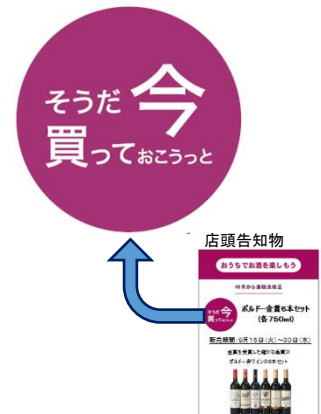 そうだ 今
買っておこうっと
店頭告知物
おうちでお酒を楽しもう
10月から酒税法改正
そうだ 今
買っておこうっと
ボルドー金賞6本セット
(各750ml)
販売期間:9月15日(火)~30日(水)
金賞を受賞した確かな品質の
ボルドー赤ワインの6本セット